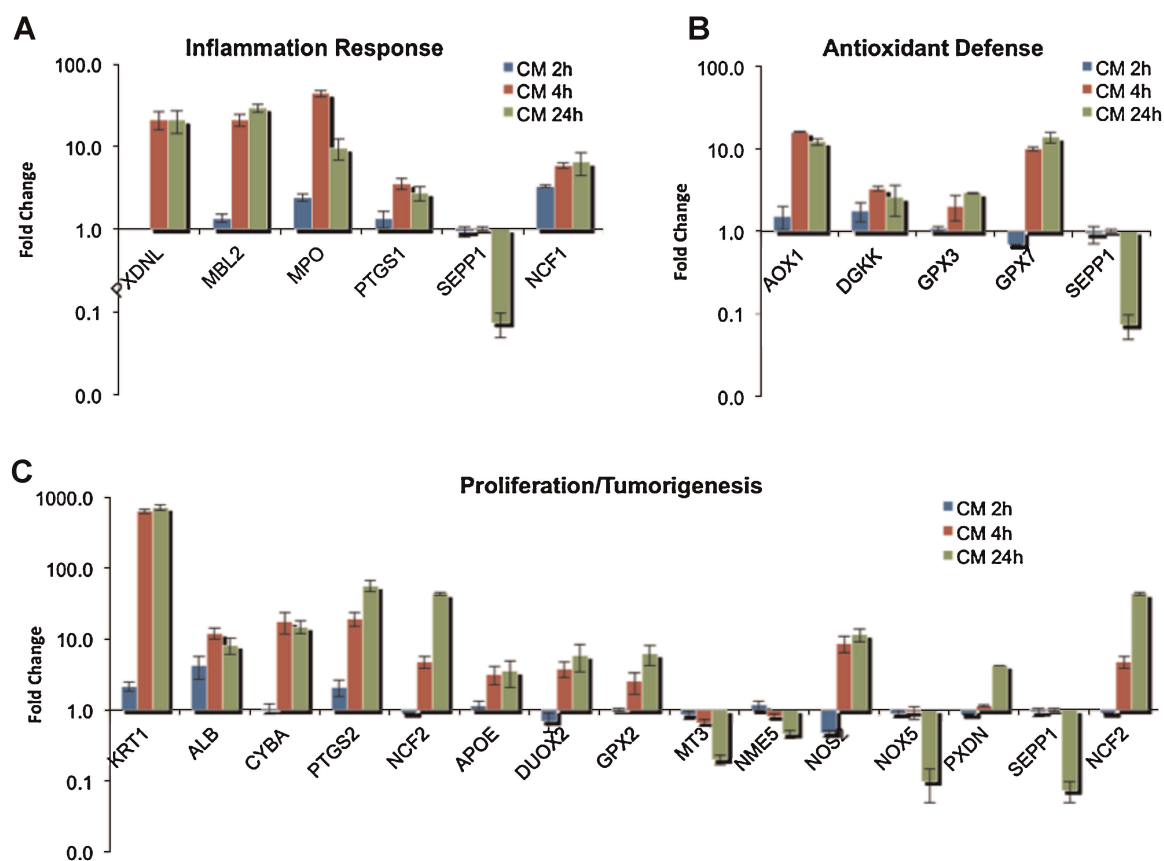 A
Inflammation Response
CM 2h
CM 4h
CM 24h
Fold Change
100.0
10.0
1.0
0.1
0.0
PXDNL
MBL2
MPO
PTGS1
SEPP1
NCF1
B
Antioxidant Defense
CM 2h
CM 4h
CM 24h
Fold Change
100.0
10.0
1.0
0.1
0.0
AOX1
DGKK
GPX3
GPX7
SEPP1
C
Proliferation/Tumorigenesis
CM 2h
CM 4h
CM 24h
Fold Change
1000.0
100.0
10.0
1.0
0.1
0.0
KRT1
ALB
CYBA
PTGS2
NCF2
APOE
DUOX2
GPX2
MT3
NME5
NOS2
NOX5
PXDN
SEPP1
NCF2